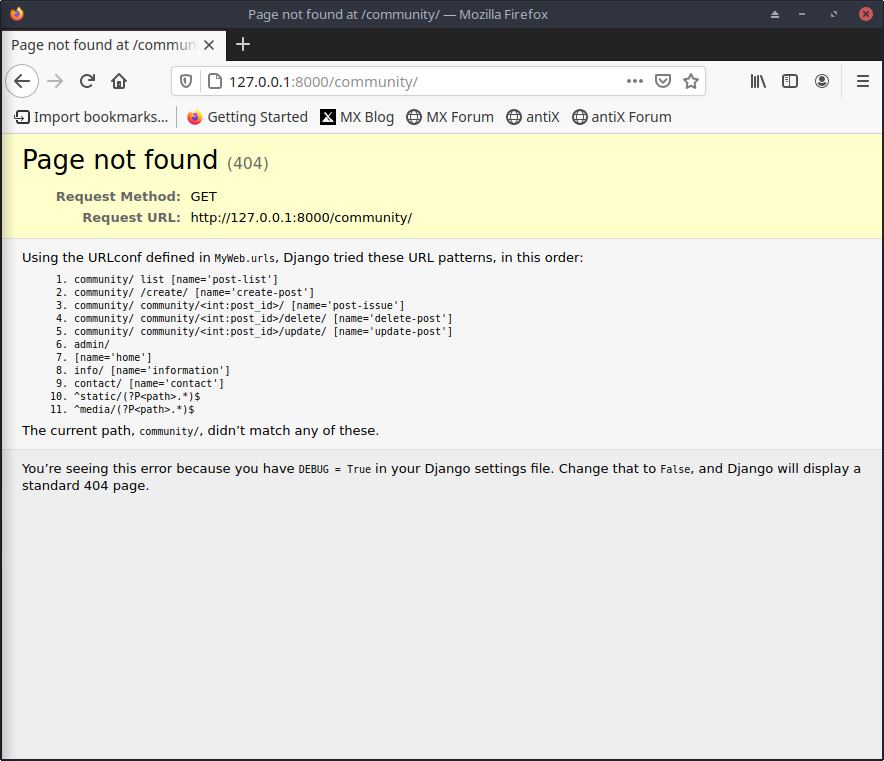 Page not found at /community/ — Mozilla Firefox
Page not found at /commun
127.0.0.1:8000/community/
Import bookmarks... Getting Started MX Blog MX Forum antiX antiX Forum
Page not found (404)
Request Method: GET
Request URL: http://127.0.0.1:8000/community/
Using the URLconf defined in MyWeb.urls, Django tried these URL patterns, in this order:
1. community/ list [name='post-list']
2. community/ /create/ [name='create-post']
3. community/ community/<int:post_id>/ [name='post-issue']
4. community/ community/<int:post_id>/delete/ [name='delete-post']
5. community/ community/<int:post_id>/update/ [name='update-post']
6. admin/
7. [name='home']
8. info/ [name='information']
9. contact/ [name='contact']
10. ^static/(?P<path>.*)$
11. ^media/(?P<path>.*)$
The current path, community/, didn’t match any of these.
You’re seeing this error because you have DEBUG = True in your Django settings file. Change that to False, and Django will display a
standard 404 page.